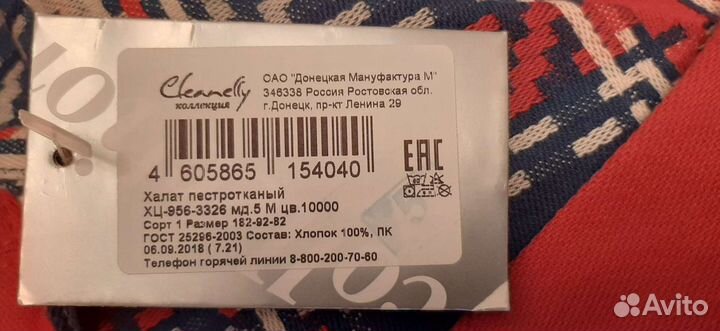 Cleanelly
коллекция
ОАО "Донецкая Мануфактура М"
346338 Россия Ростовская обл.
г.Донецк, пр-кт Ленина 29
4 605865 154040
ЕАС
Халат пестротканый
ХЦ-956-3326 мд.5 М цв.10000
Сорт 1 Размер 182-92-82
ГОСТ 25296-2003 Состав: Хлопок 100%, ПК
06.09.2018 ( 7.21)
Телефон горячей линии 8-800-200-70-60
Avito